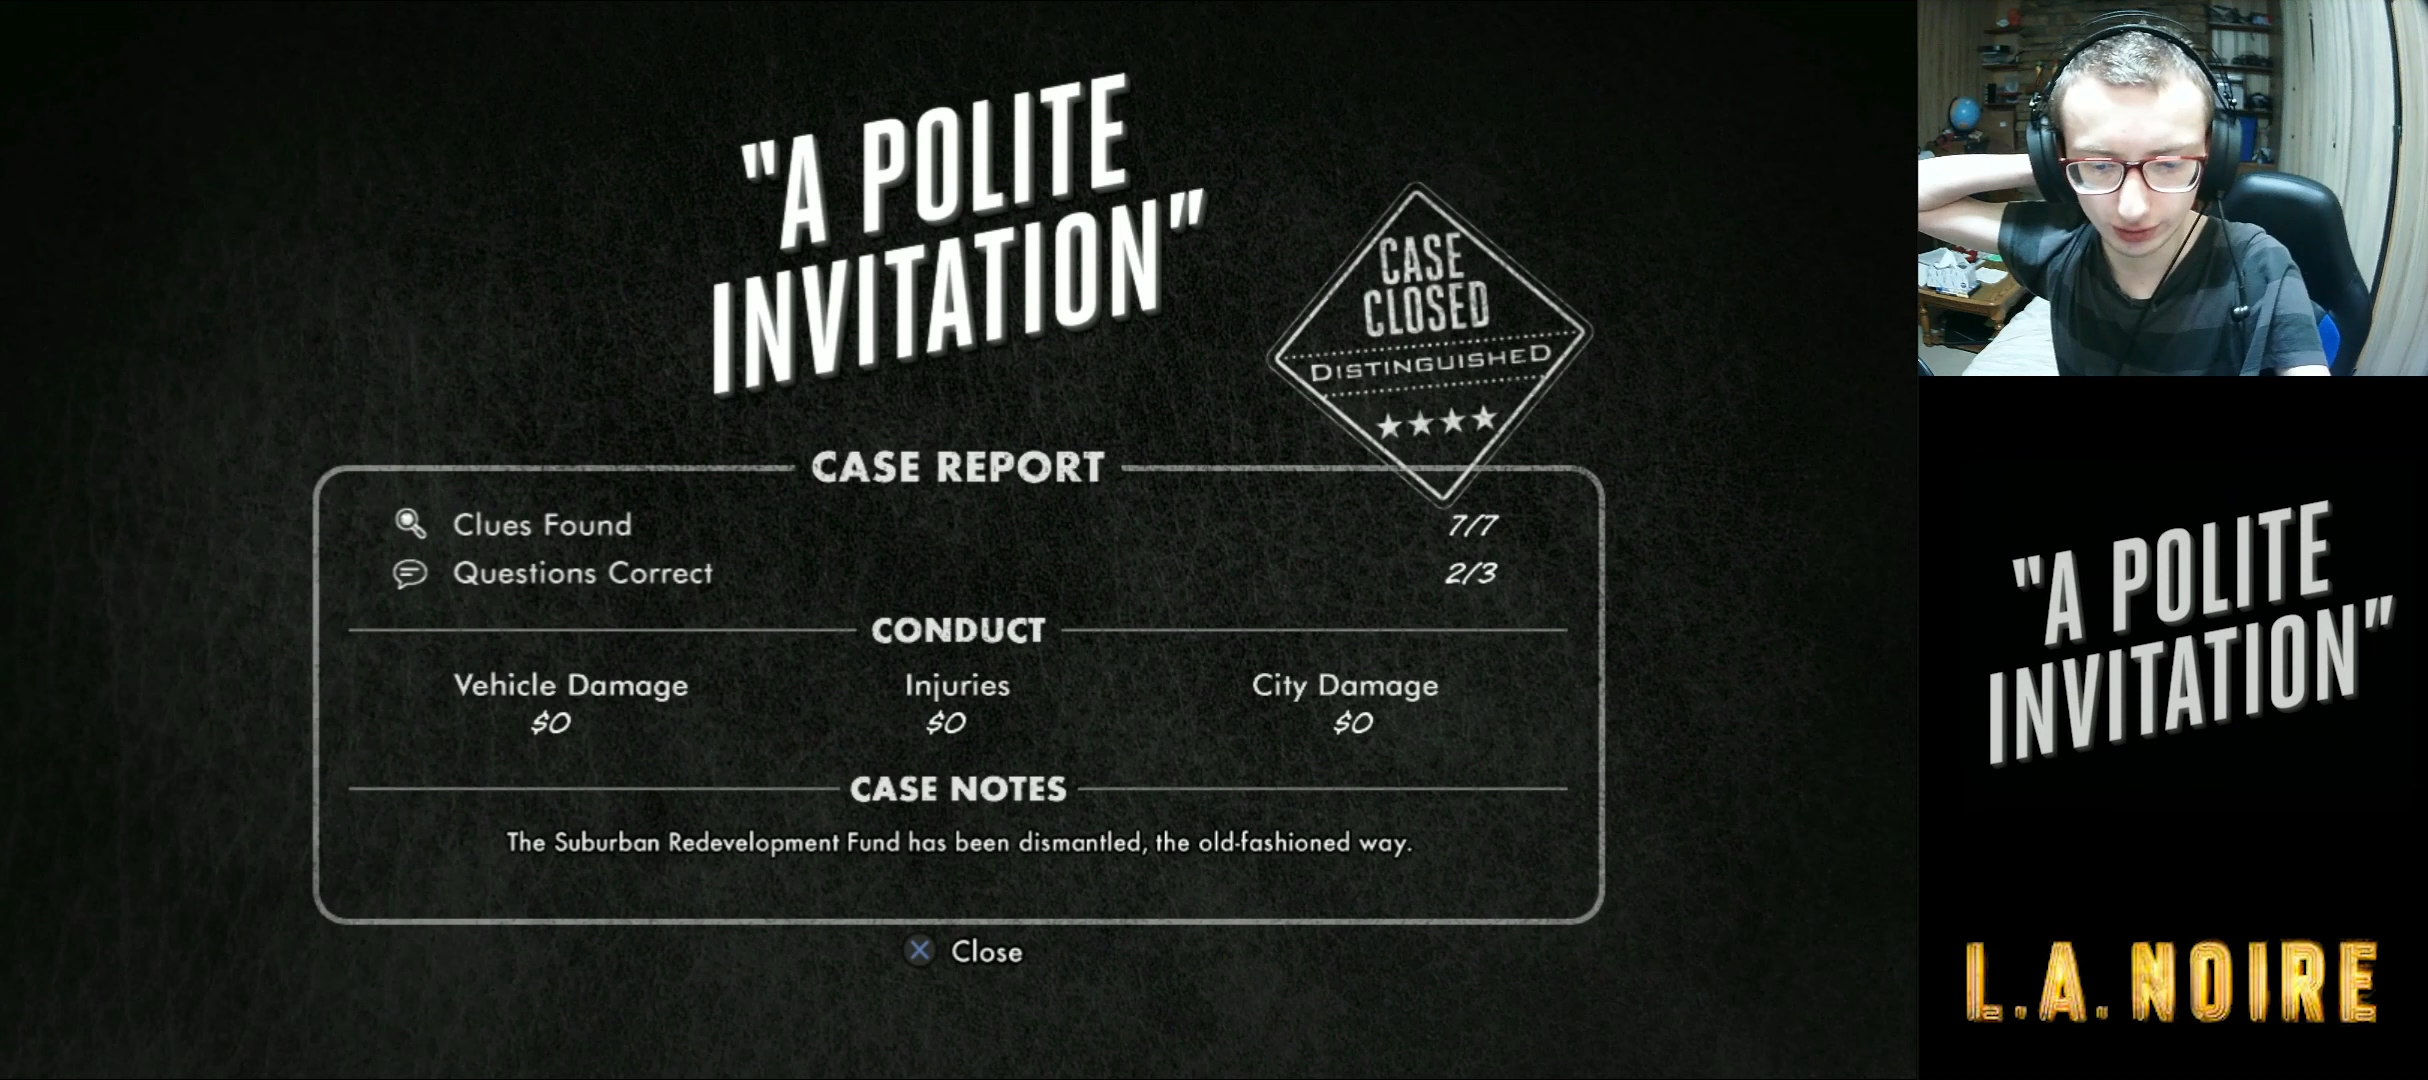 "A POLITE
INVITATION"
CASE
CLOSED
DISTINGUISHED
CASE REPORT
Clues Found 7/7
Questions Correct 2/3
CONDUCT
Vehicle Damage Injuries City Damage
$0 $0 $0
CASE NOTES
The Suburban Redevelopment Fund has been dismantled, the old-fashioned way.
Close
"A POLITE
INVITATION"
L.A. NOIRE